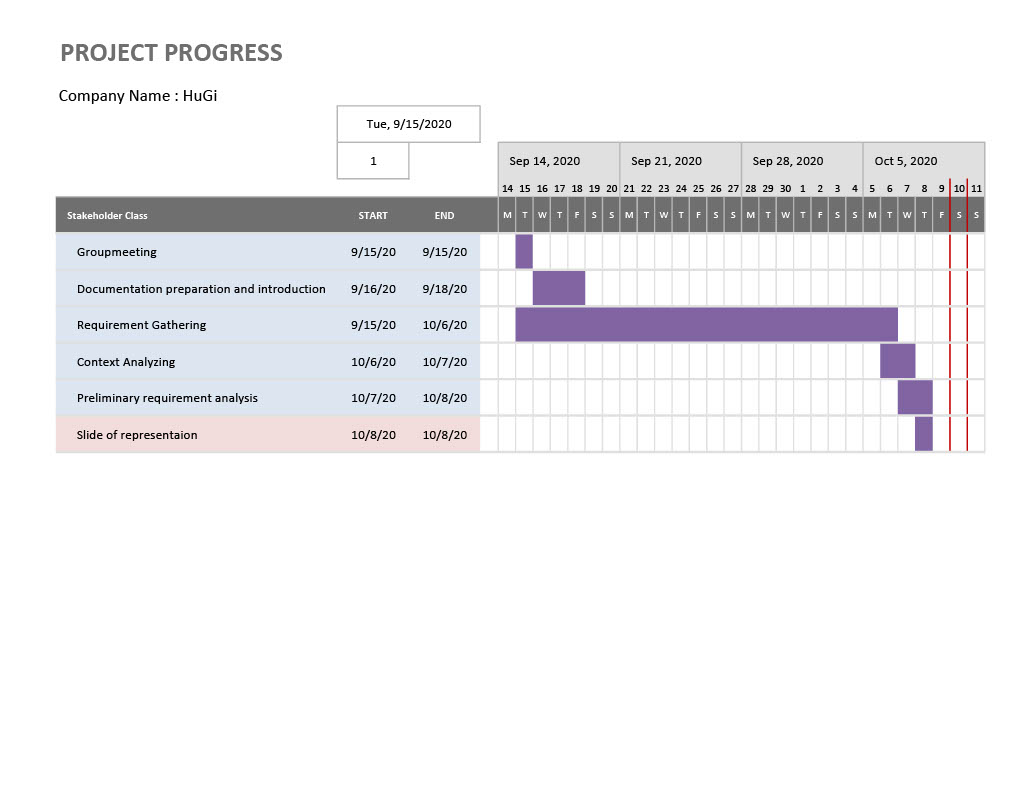 PROJECT PROGRESS
Company Name : HuGi
Tue, 9/15/2020
1
Sep 14, 2020 Sep 21, 2020 Sep 28, 2020 Oct 5, 2020
14 15 16 17 18 19 20 21 22 23 24 25 26 27 28 29 30 1 2 3 4 5 6 7 8 9 10 11
Stakeholder Class START END M T W T F S S M T W T F S S M T W T F S S M T W T F S S
Groupmeeting 9/15/20 9/15/20
Documentation preparation and introduction 9/16/20 9/18/20
Requirement Gathering 9/15/20 10/6/20
Context Analyzing 10/6/20 10/7/20
Preliminary requirement analysis 10/7/20 10/8/20
Slide of representaion 10/8/20 10/8/20